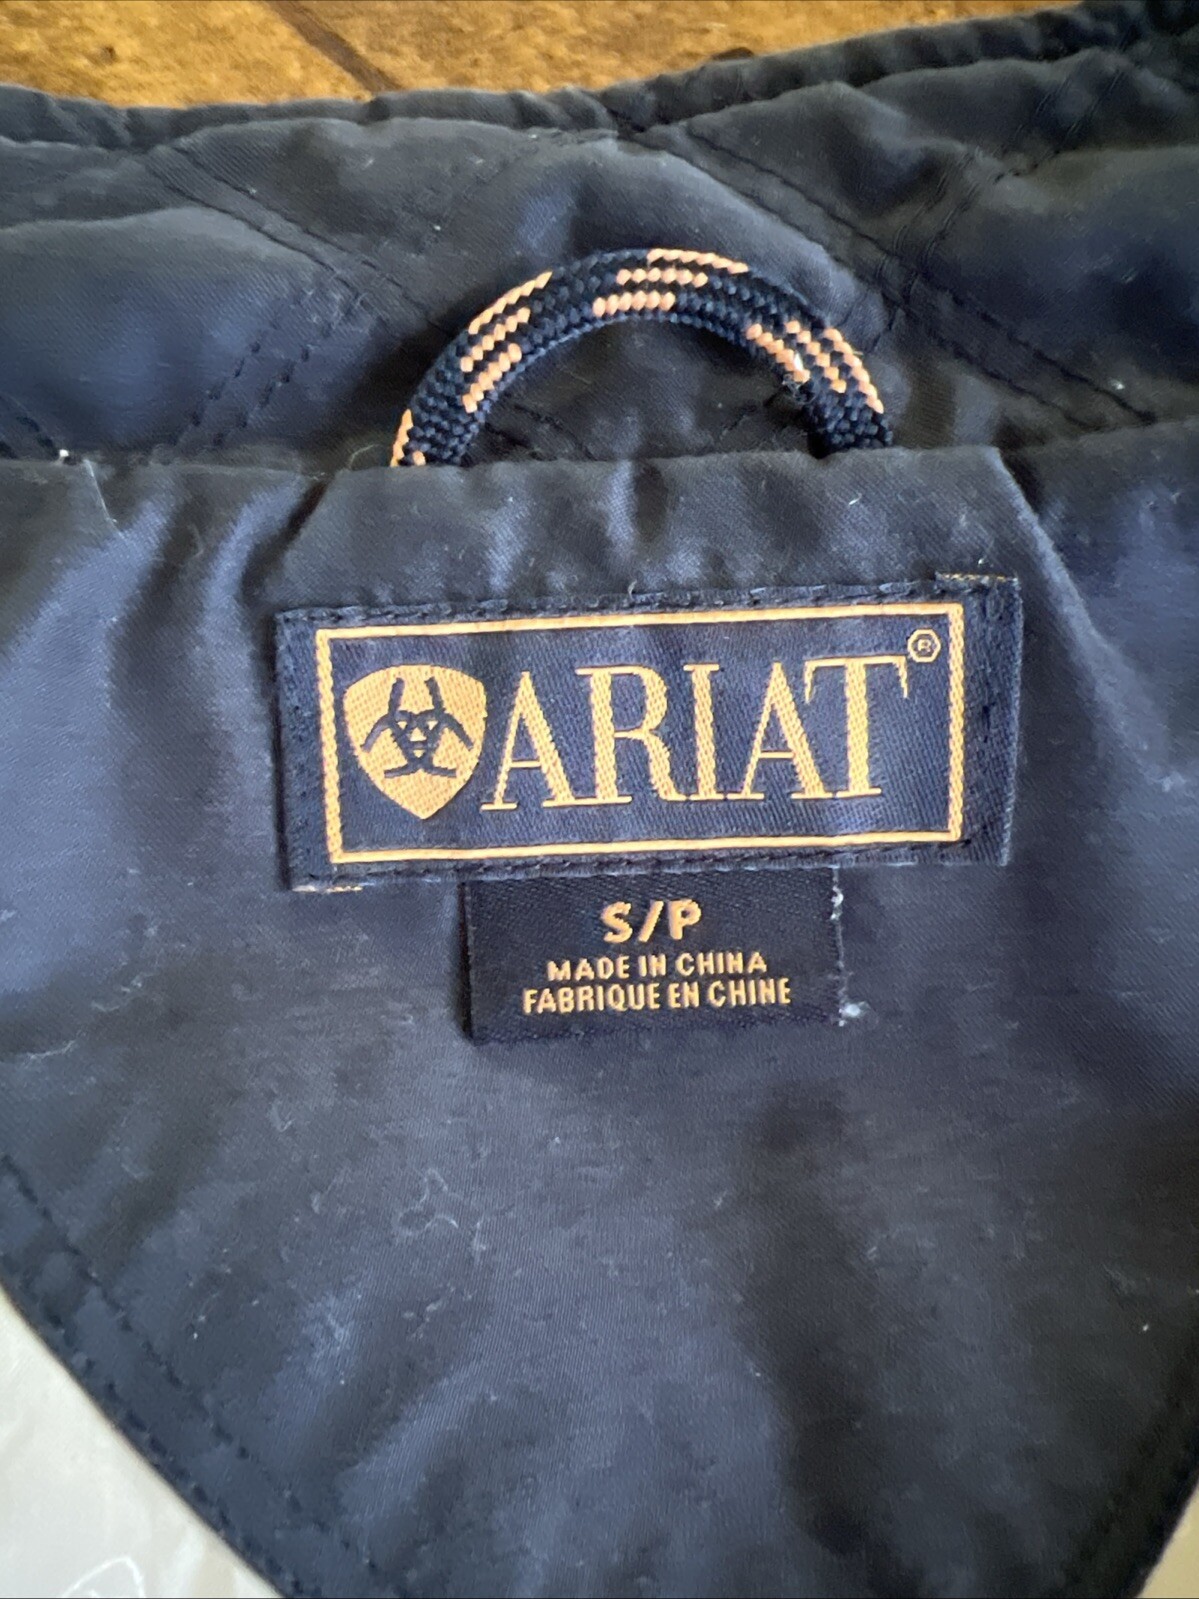 ARIAT®
S/P
MADE IN CHINA
FABRIQUE EN CHINE